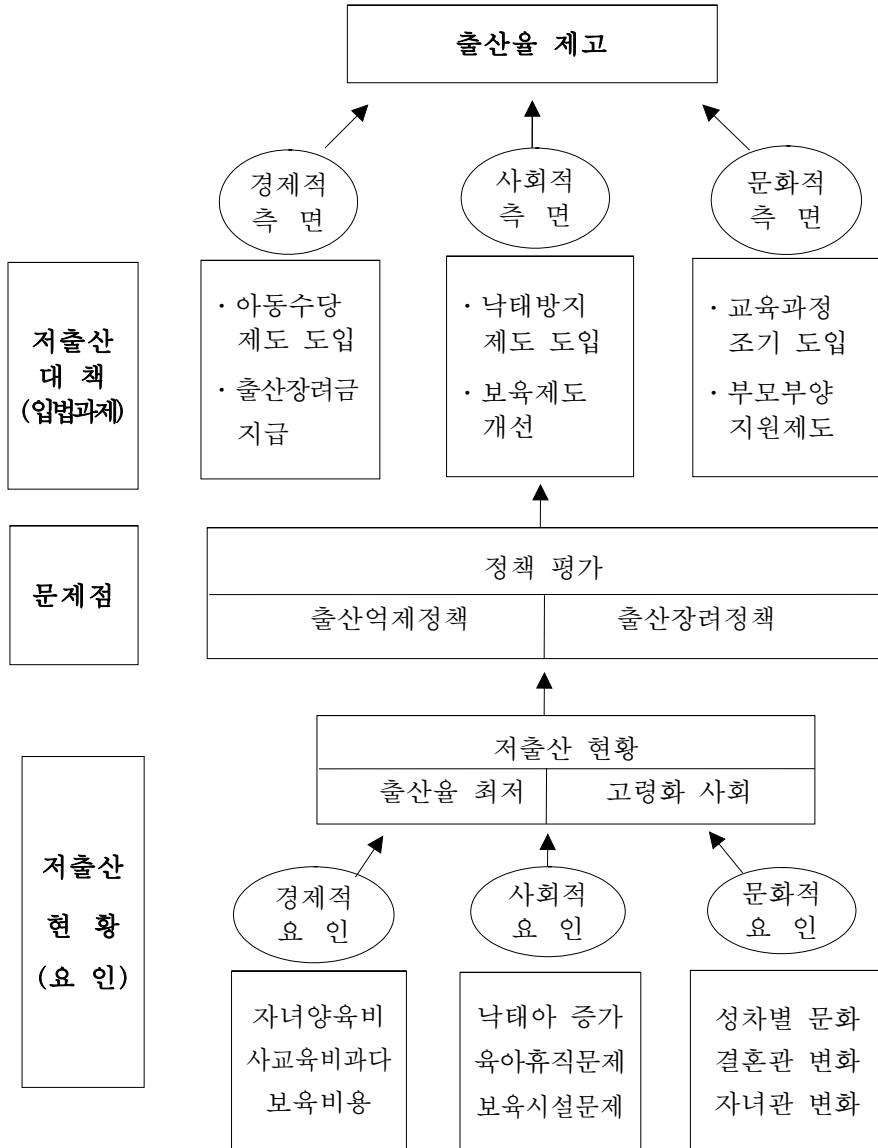 출산율 제고
경제적
측 면
사회적
측 면
문화적
측 면
저출산
대 책
(입법과제)
· 아동수당
제도 도입
· 출산장려금
지급
· 낙태방지
제도 도입
· 보육제도
개선
· 교육과정
조기 도입
· 부모부양
지원제도
문제점
정책 평가
출산억제정책
출산장려정책
저출산
현 황
(요 인)
저출산 현황
출산율 최저
고령화 사회
경제적
요 인
사회적
요 인
문화적
요 인
자녀양육비
사교육비과다
보육비용
낙태아 증가
육아휴직문제
보육시설문제
성차별 문화
결혼관 변화
자녀관 변화